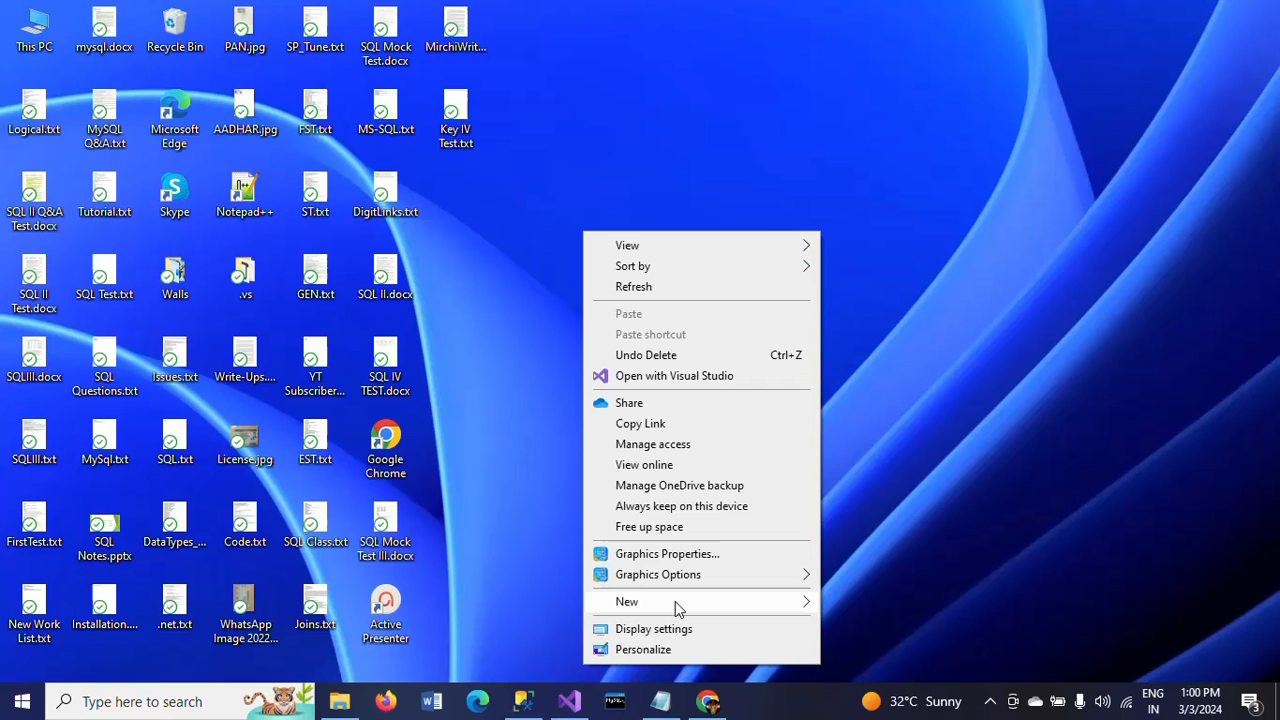 This PC
mysql.docx
Recycle Bin
PAN.jpg
SP_Tune.txt
SQL Mock
Test.docx
MirchiWrit...
Logical.txt
MySQL
Q&A.txt
Microsoft
Edge
AADHAR.jpg
FST.txt
MS-SQL.txt
Key IV
Test.txt
SQL II Q&A
Test.docx
Tutorial.txt
Skype
Notepad++
ST.txt
DigitLinks.txt
SQL II
Test.docx
SQL Test.txt
Walls
.vs
GEN.txt
SQL II.docx
SQLIII.docx
SQL
Questions.txt
Issues.txt
Write-Ups....
YT
Subscriber...
SQL IV
TEST.docx
SQLIII.txt
MySql.txt
SQL.txt
License.jpg
EST.txt
Google
Chrome
FirstTest.txt
SQL
Notes.pptx
DataTypes_...
Code.txt
SQL Class.txt
SQL Mock
Test III.docx
New Work
List.txt
Installation....
.net.txt
WhatsApp
Image 2022...
Joins.txt
Active
Presenter
View
Sort by
Refresh
Paste
Paste shortcut
Undo Delete Ctrl+Z
Open with Visual Studio
Share
Copy Link
Manage access
View online
Manage OneDrive backup
Always keep on this device
Free up space
Graphics Properties...
Graphics Options
New
Display settings
Personalize
Type here to search
32°C Sunny
ENG
IN
1:00 PM
3/3/2024
3